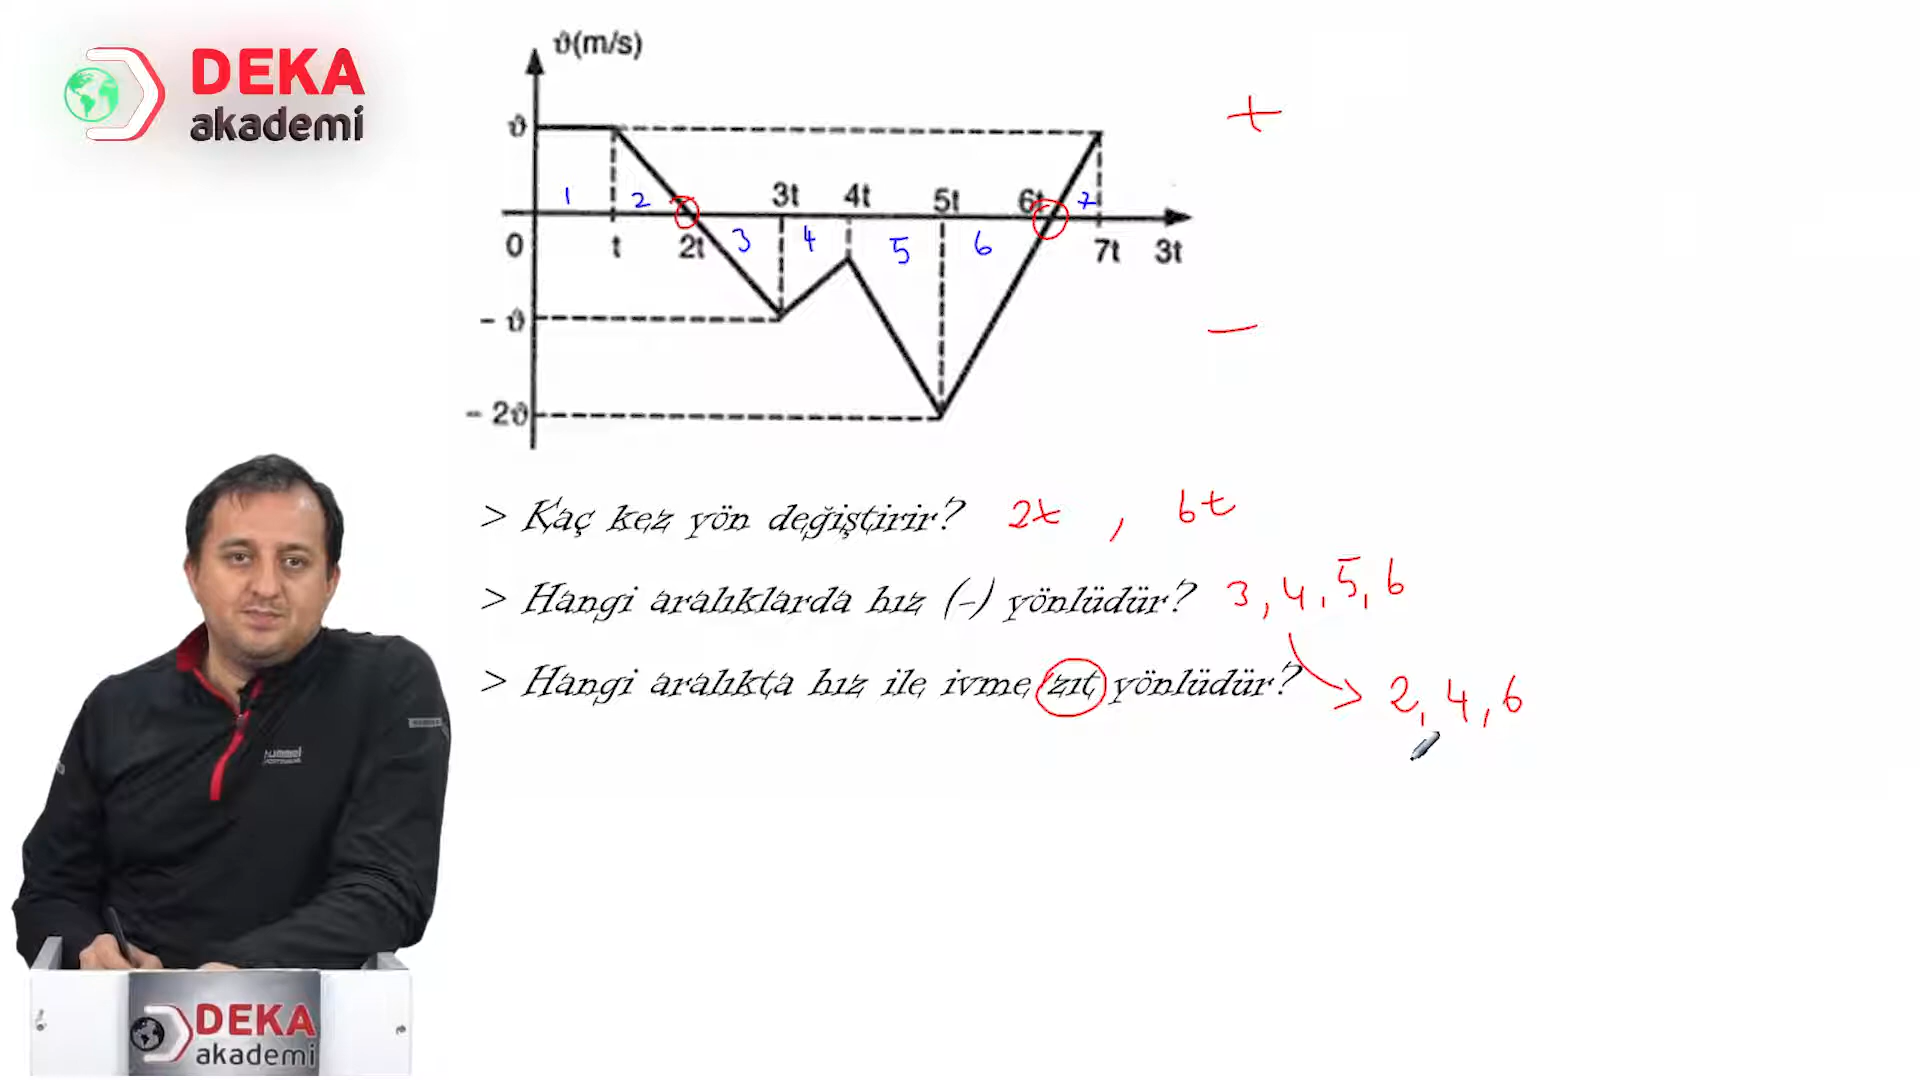 DEKA
akademi
ϑ(m/s)
+
ϑ
1
2
3t
4t
5t
6t
7
0
t
2t
3
4
5
6
7t
3t
- ϑ
-
- 2ϑ
> Kaç kez yön değiştirir? 2t , 6t
> Hangi aralıklarda hız (-) yönlüdür? 3, 4, 5, 6
> Hangi aralıkta hız ile ivme zıt yönlüdür? 2, 4, 6
hummel
DEKA
akademi